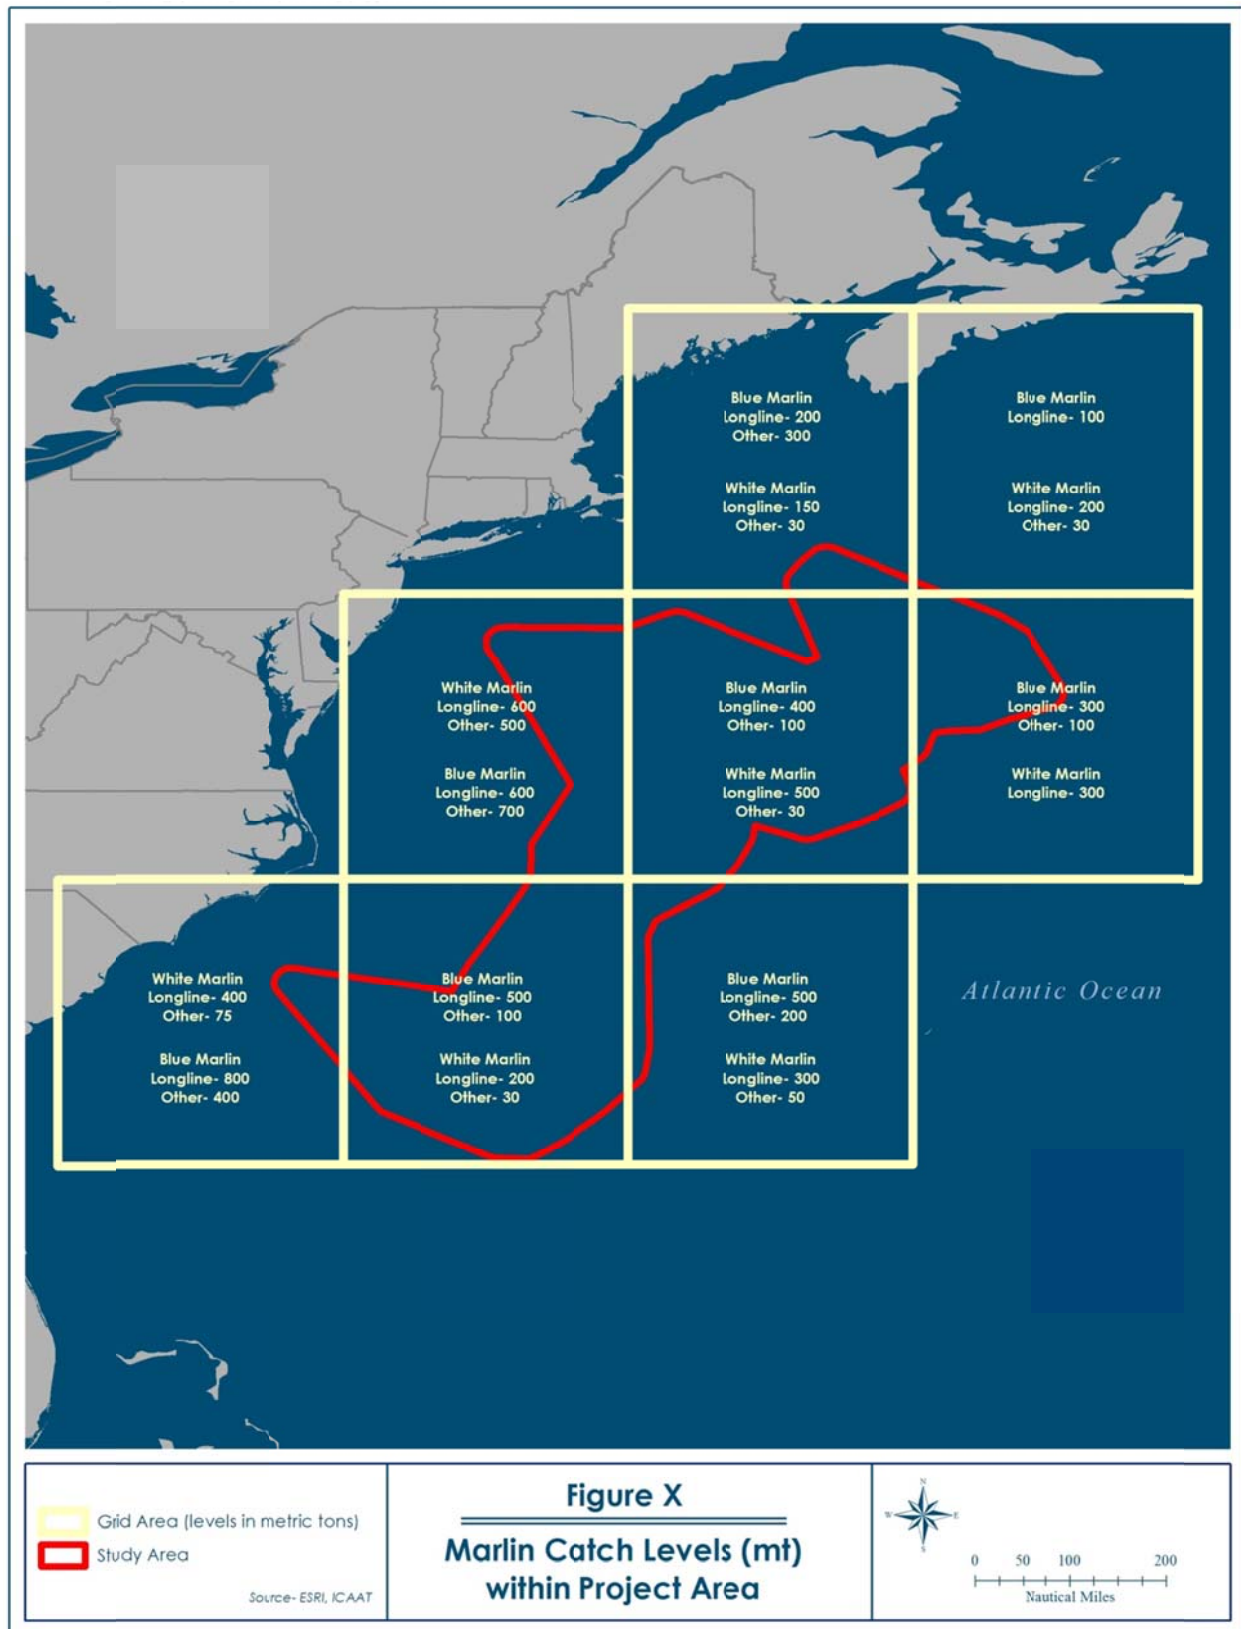 Blue Marlin
Longline- 200
Other- 300
White Marlin
Longline- 150
Other- 30
Blue Marlin
Longline- 100
White Marlin
Longline- 200
Other- 30
White Marlin
Longline- 600
Other- 500
Blue Marlin
Longline- 600
Other- 700
Blue Marlin
Longline- 400
Other- 100
White Marlin
Longline- 500
Other- 30
Blue Marlin
Longline- 300
Other- 100
White Marlin
Longline- 300
White Marlin
Longline- 400
Other- 75
Blue Marlin
Longline- 800
Other- 400
Blue Marlin
Longline- 500
Other- 100
White Marlin
Longline- 200
Other- 30
Blue Marlin
Longline- 500
Other- 200
White Marlin
Longline- 300
Other- 50
Atlantic Ocean
Grid Area (levels in metric tons)
Study Area
Source- ESRI, ICAAT
Figure X
Marlin Catch Levels (mt)
within Project Area
N
W E
S
0 50 100 200
Nautical Miles